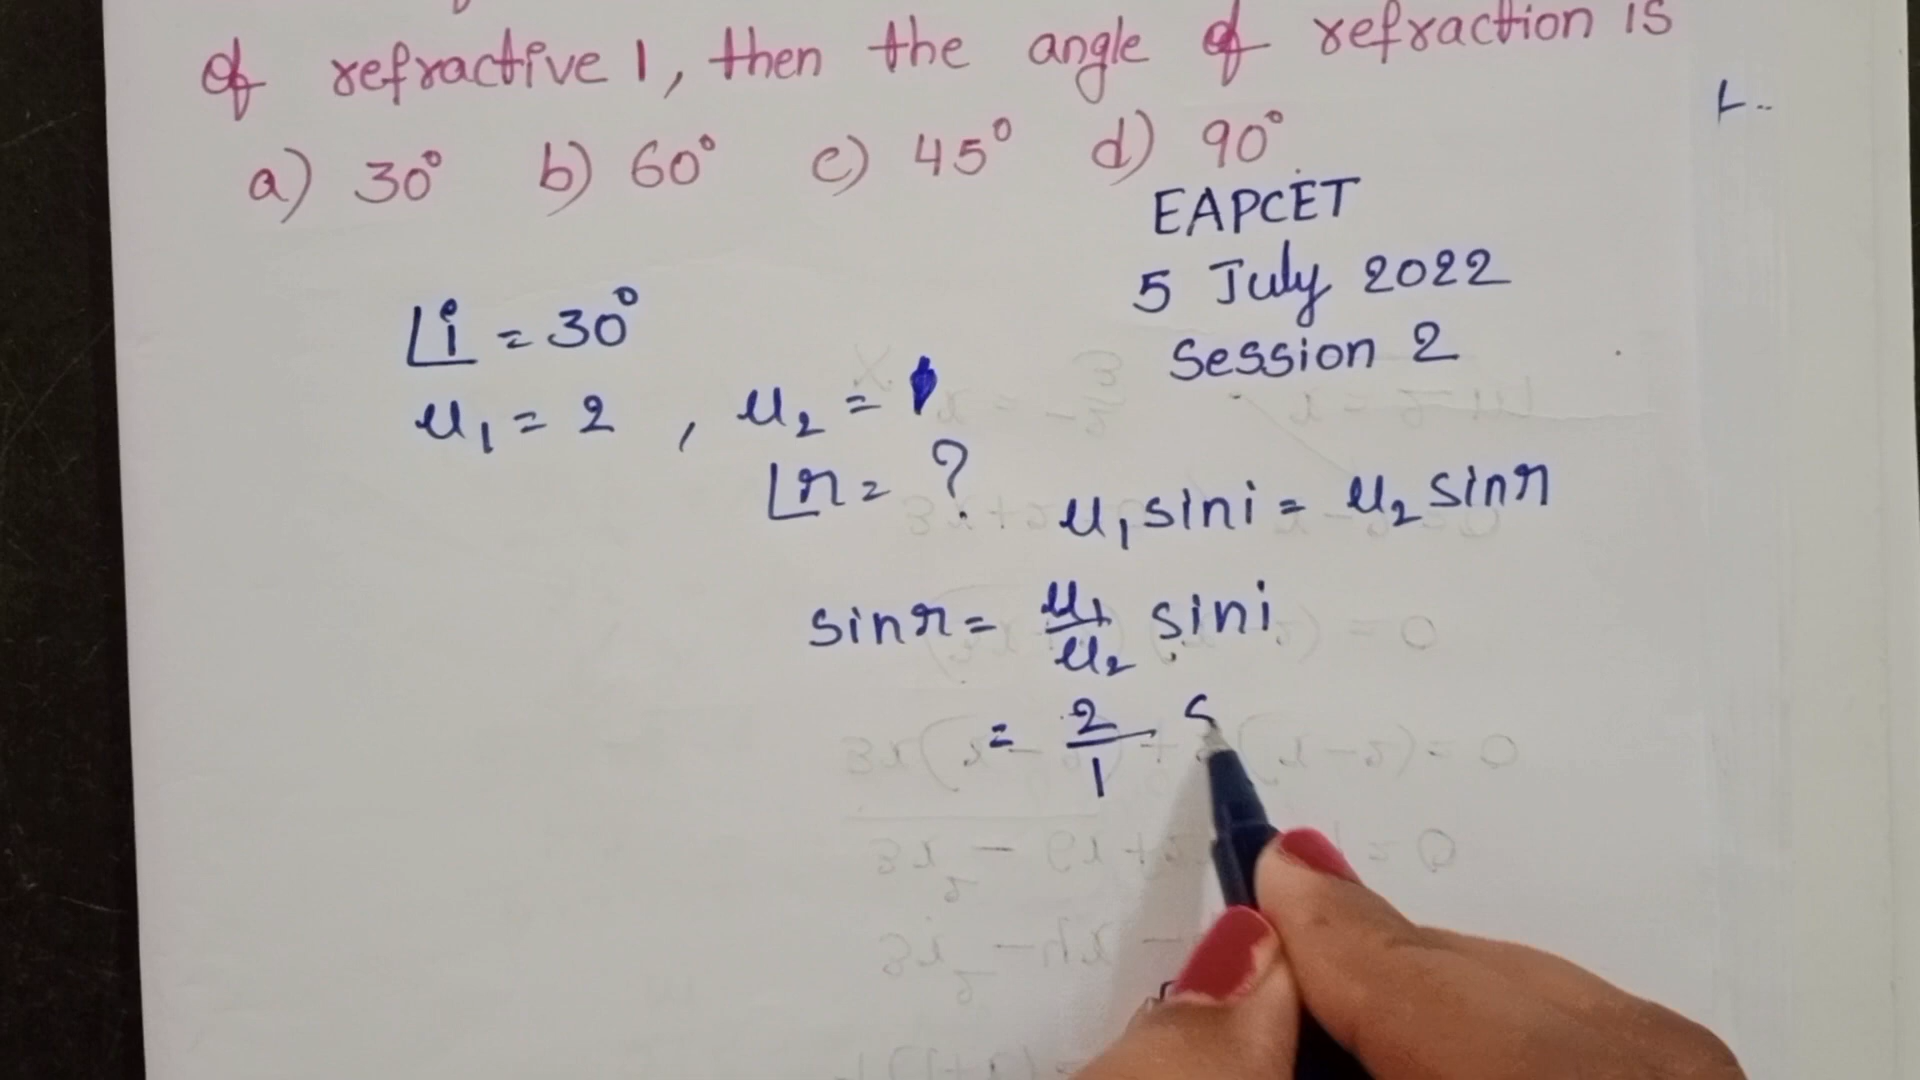 of refractive 1, then the angle of refraction is
a) 30° b) 60° c) 45° d) 90°
EAPCET
5 July 2022
Session 2
∠i = 30°
μ₁ = 2 , μ₂ = 1
∠r = ?
μ₁ sin i = μ₂ sin r
sin r = μ₁/μ₂ sin i
= 2/1 s